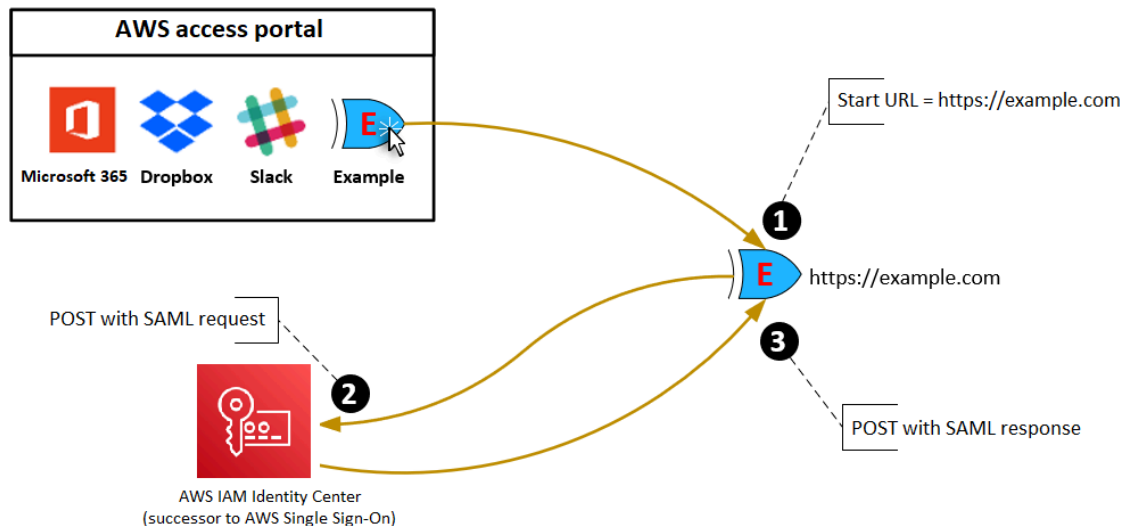 AWS access portal
E
Microsoft 365
Dropbox
Slack
Example
Start URL = https://example.com
1
E
https://example.com
POST with SAML request
2
3
POST with SAML response
AWS IAM Identity Center
(successor to AWS Single Sign-On)